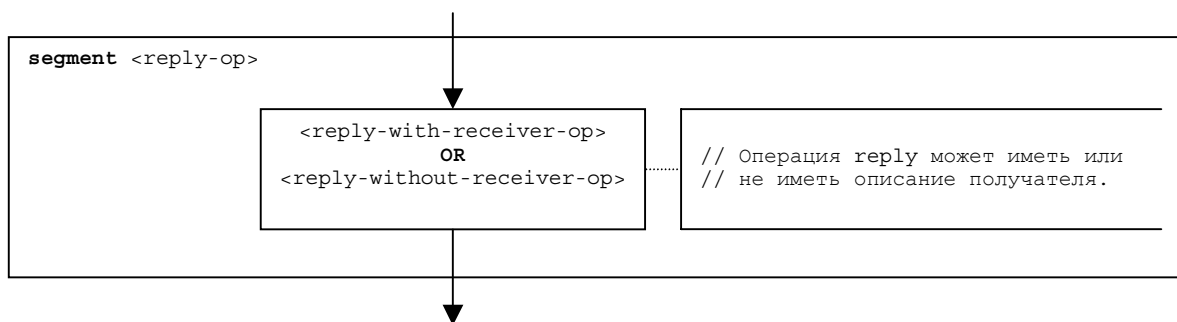 segment <reply-op>
<reply-with-receiver-op>
OR
<reply-without-receiver-op>
// Операция reply может иметь или
// не иметь описание получателя.